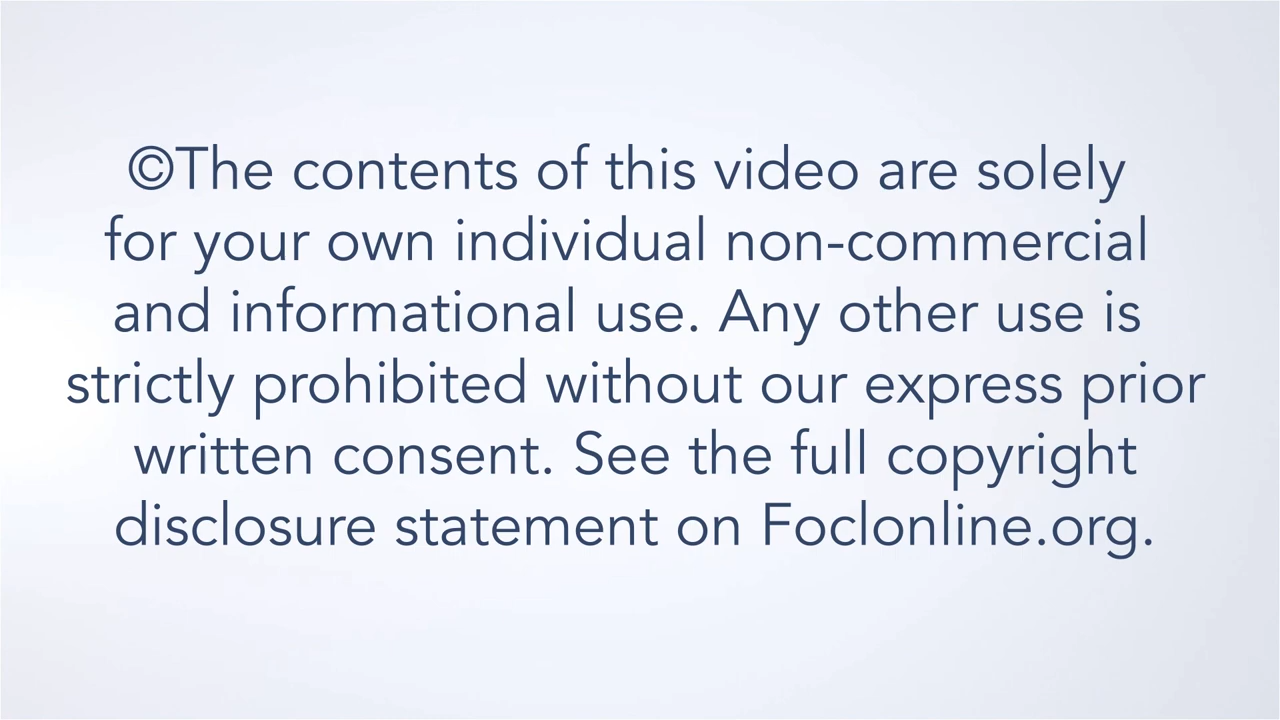 ©The contents of this video are solely
for your own individual non-commercial
and informational use. Any other use is
strictly prohibited without our express prior
written consent. See the full copyright
disclosure statement on Foclonline.org.